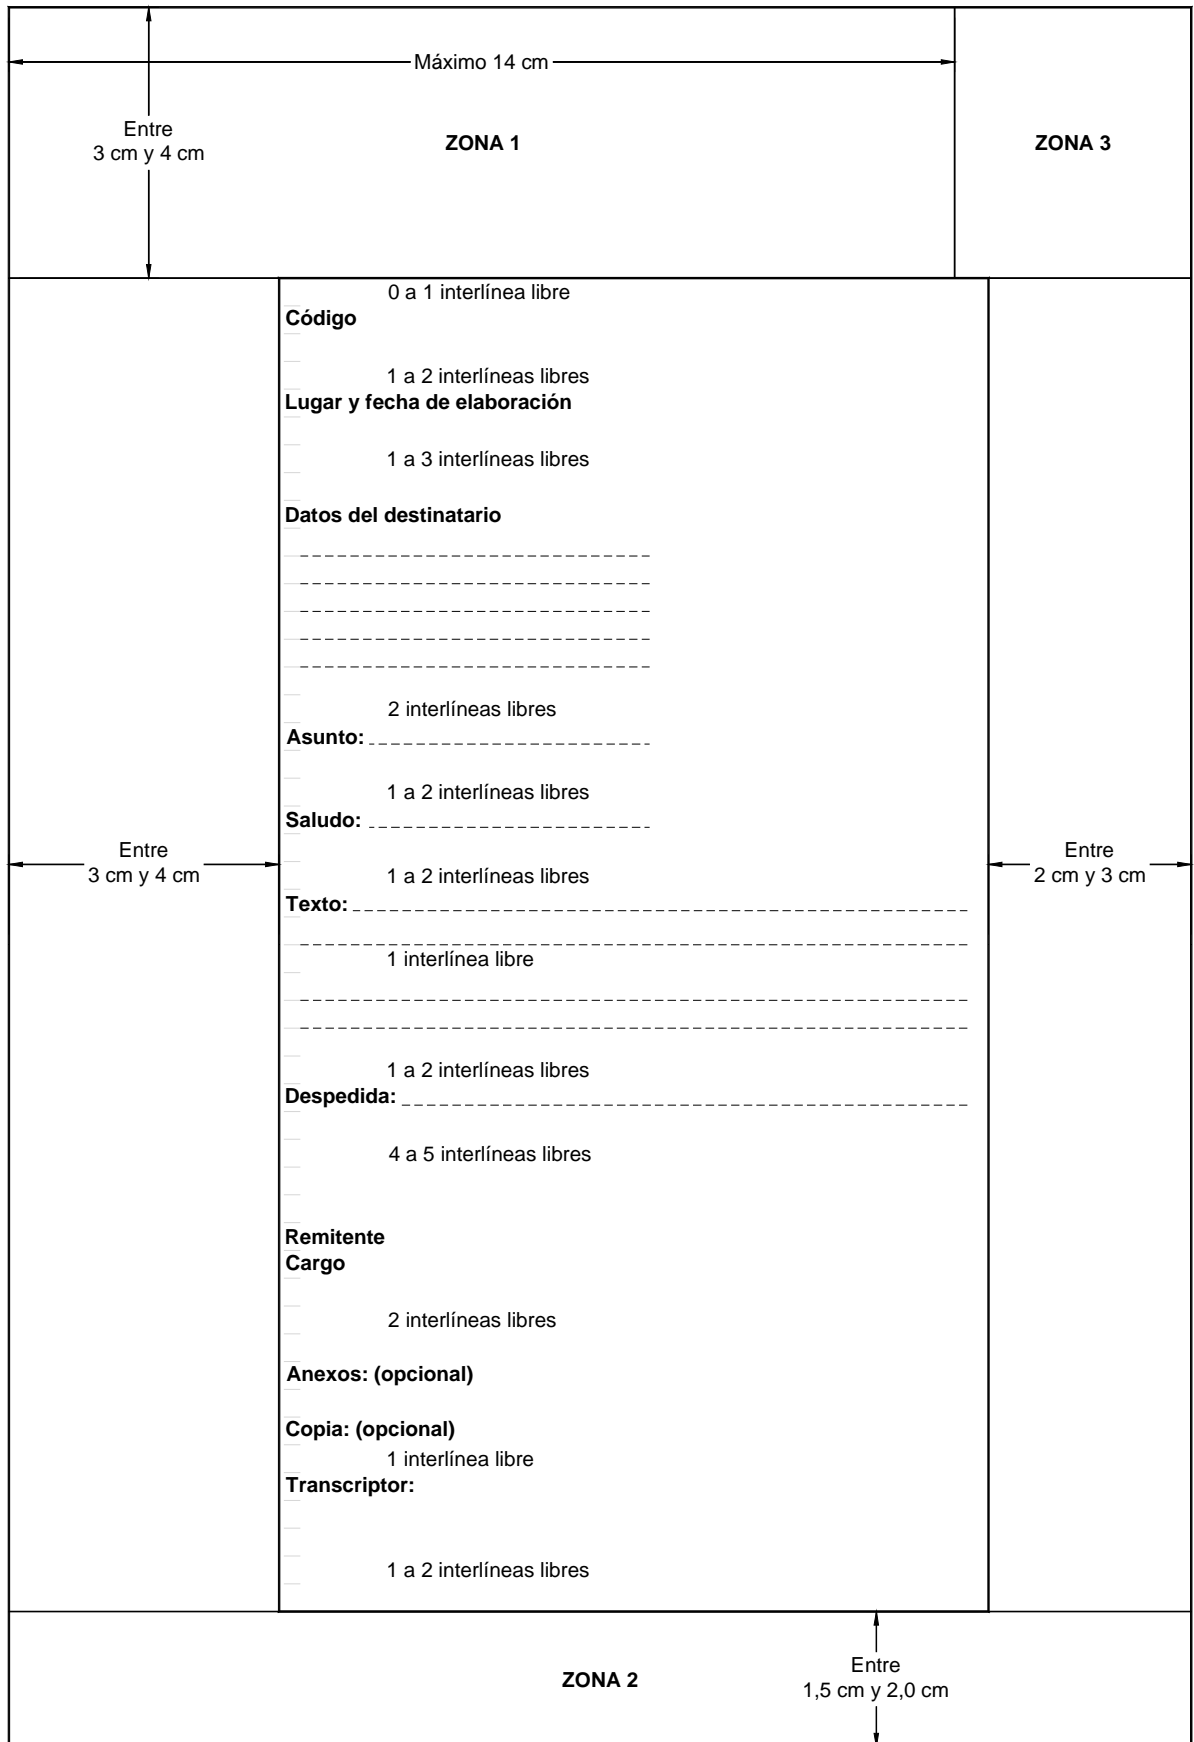 Máximo 14 cm
Entre
3 cm y 4 cm
ZONA 1
ZONA 3
0 a 1 interlínea libre
Código
1 a 2 interlíneas libres
Lugar y fecha de elaboración
1 a 3 interlíneas libres
Datos del destinatario
2 interlíneas libres
Asunto:
1 a 2 interlíneas libres
Saludo:
Entre
3 cm y 4 cm
1 a 2 interlíneas libres
Entre
2 cm y 3 cm
Texto:
1 interlínea libre
1 a 2 interlíneas libres
Despedida:
4 a 5 interlíneas libres
Remitente
Cargo
2 interlíneas libres
Anexos: (opcional)
Copia: (opcional)
1 interlínea libre
Transcriptor:
1 a 2 interlíneas libres
ZONA 2
Entre
1,5 cm y 2,0 cm